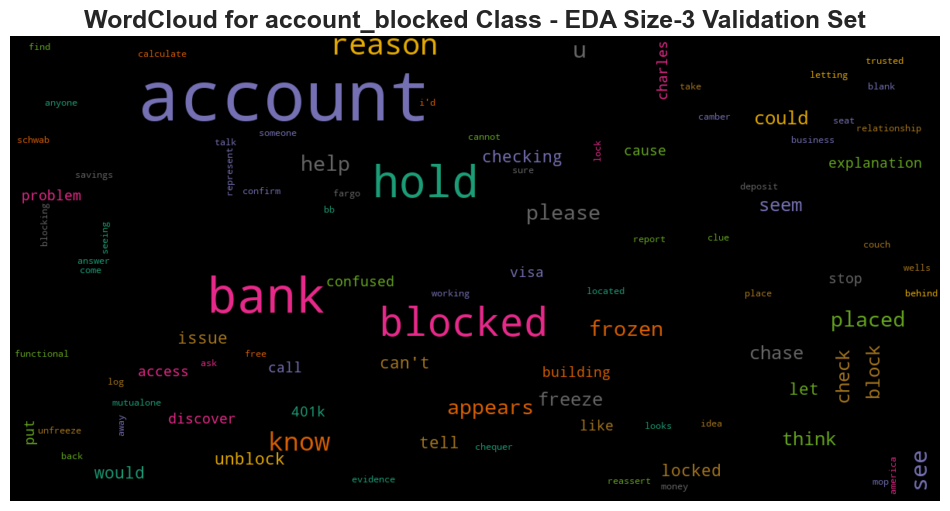 WordCloud for account_blocked Class - EDA Size-3 Validation Set
find
calculate
reason
u
charles
trusted
letting
take
blank
account
i'd
anyone
camber
could
seat
relationship
schwab
someone
talk
cannot
lock
business
represent
help
checking
sure
cause
explanation
savings
problem
confirm
fargo
hold
deposit
bb
please
seem
blocking
seeing
report
clue
couch
answer
come
visa
wells
confused
stop
bank
working
located
place
behind
blocked
frozen
placed
issue
functional
free
can't
chase
check
block
access
ask
call
building
log
let
mutualone
401k
appears
freeze
discover
away
put
unfreeze
know
tell
chequer
like
looks
idea
think
back
unblock
would
evidence
locked
reassert
money
mop
america
see